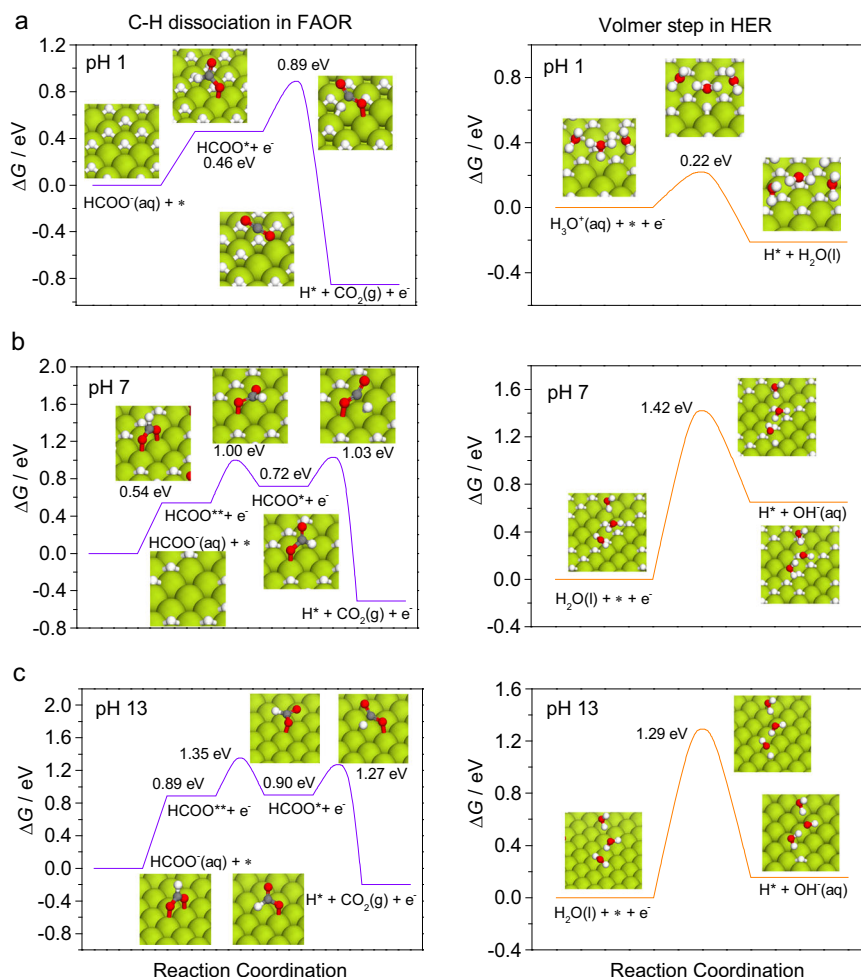 a
C-H dissociation in FAOR
Volmer step in HER
ΔG / eV
1.2
0.8
0.4
0.0
-0.4
-0.8
pH 1
0.89 eV
HCOO*+ e-
0.46 eV
HCOO-(aq) + *
H* + CO2(g) + e-
ΔG / eV
0.8
0.4
0.0
-0.4
pH 1
0.22 eV
H3O+(aq) + * + e-
H* + H2O(l)
b
ΔG / eV
2.0
1.6
1.2
0.8
0.4
0.0
-0.4
-0.8
pH 7
1.00 eV
1.03 eV
0.54 eV
0.72 eV
HCOO**+ e-
HCOO*+ e-
HCOO-(aq) + *
H* + CO2(g) + e-
ΔG / eV
1.6
1.2
0.8
0.4
0.0
-0.4
pH 7
1.42 eV
H* + OH-(aq)
H2O(l) + * + e-
c
ΔG / eV
2.0
1.6
1.2
0.8
0.4
0.0
-0.4
-0.8
pH 13
1.35 eV
1.27 eV
0.89 eV
0.90 eV
HCOO**+ e-
HCOO*+ e-
HCOO-(aq) + *
H* + CO2(g) + e-
Reaction Coordination
ΔG / eV
1.6
1.2
0.8
0.4
0.0
-0.4
pH 13
1.29 eV
H* + OH-(aq)
H2O(l) + * + e-
Reaction Coordination